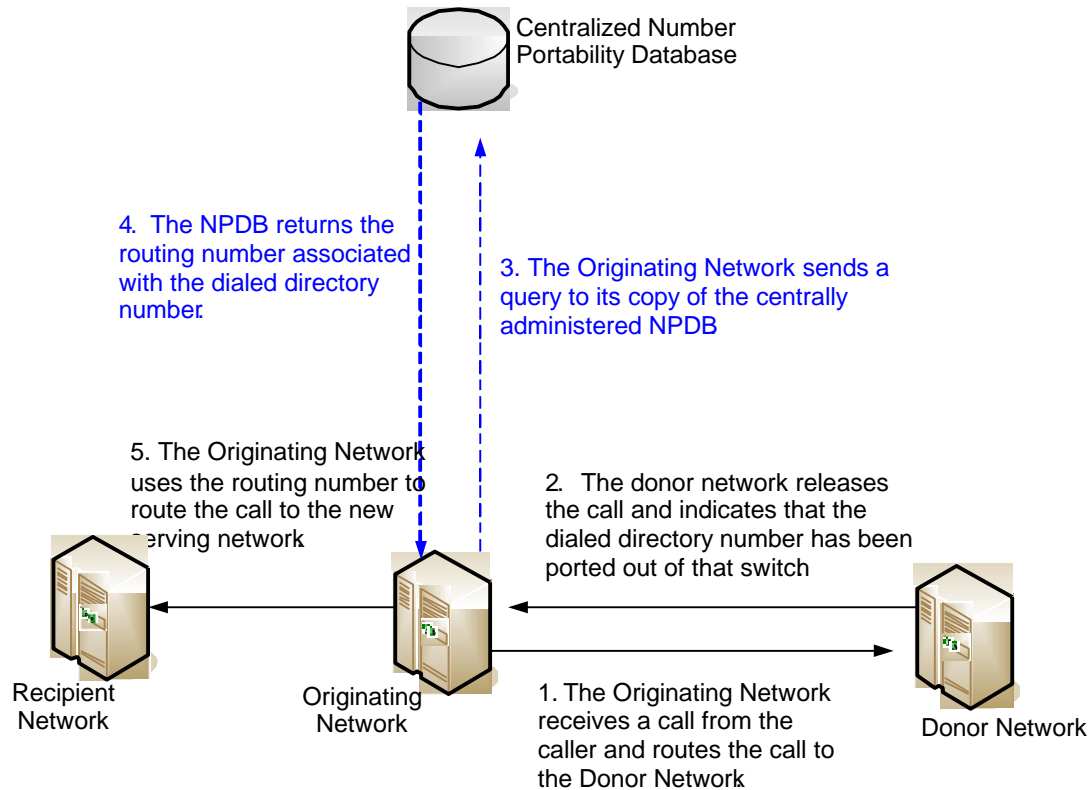 Centralized Number
Portability Database
4. The NPDB returns the
routing number associated
with the dialed directory
number.
3. The Originating Network sends a
query to its copy of the centrally
administered NPDB
5. The Originating Network
uses the routing number to
route the call to the new
serving network.
2. The donor network releases
the call and indicates that the
dialed directory number has been
ported out of that switch
Recipient
Network
Originating
Network
1. The Originating Network
receives a call from the
caller and routes the call to
the Donor Network.
Donor Network